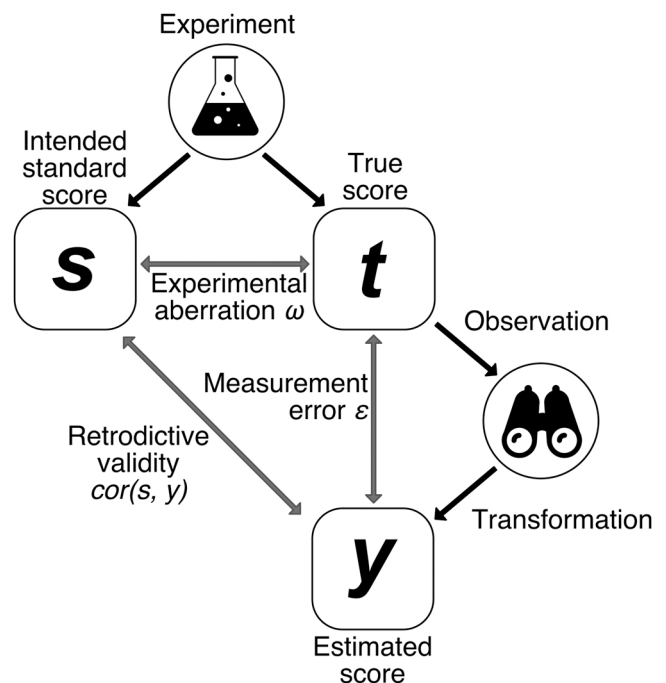 Experiment
Intended
standard
score
True
score
s
t
Experimental
aberration ω
Observation
Measurement
error ε
Retrodictive
validity
cor(s, y)
Transformation
y
Estimated
score